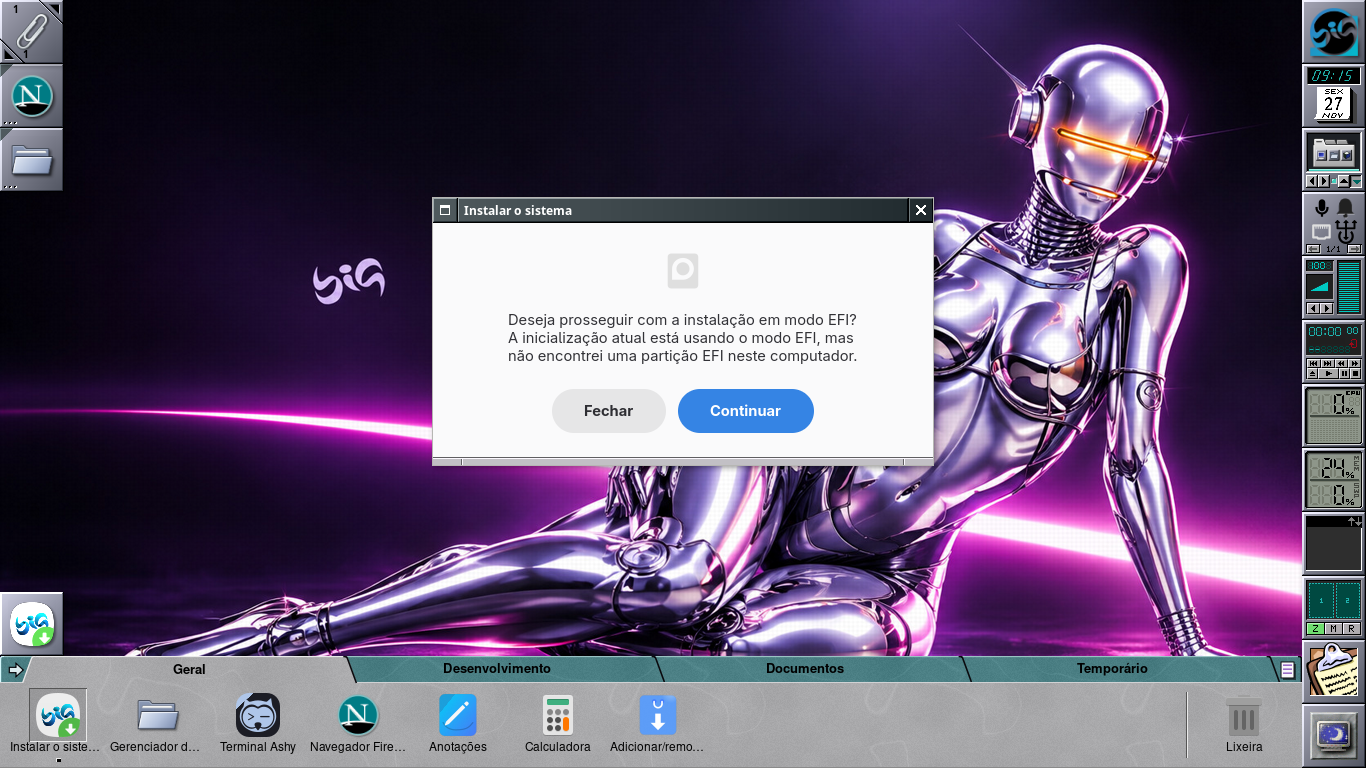 1
1
N
...
...
BiG
09:15
SEX
27
NOV
1/1
100
00:00 00
CPU
0%
24%
0%
1 2
Z M R
Instalar o sistema
Deseja prosseguir com a instalação em modo EFI?
A inicialização atual está usando o modo EFI, mas
não encontrei uma partição EFI neste computador.
Fechar Continuar
Geral Desenvolvimento Documentos Temporário
Instalar o siste... Gerenciador d... Terminal Ashy Navegador Fire... Anotações Calculadora Adicionar/remo... Lixeira